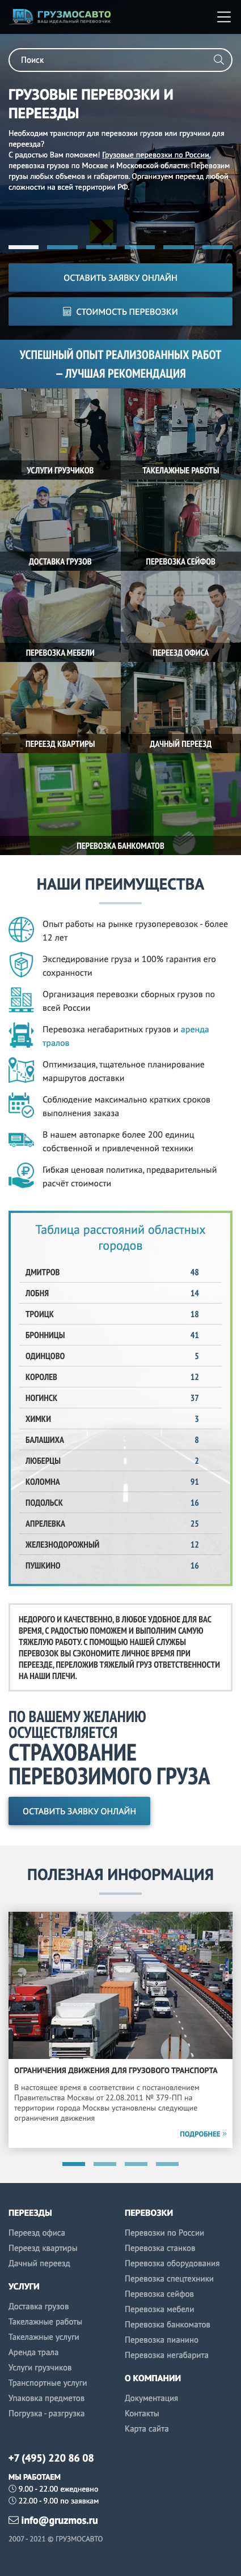 ГРУЗМОСАВТО
ВАШ ИДЕАЛЬНЫЙ ПЕРЕВОЗЧИК
Поиск
ГРУЗОВЫЕ ПЕРЕВОЗКИ И
ПЕРЕЕЗДЫ
Необходим транспорт для перевозки грузов или грузчики для
переезда?
С радостью Вам поможем! Грузовые перевозки по России,
перевозка грузов по Москве и Московской области. Перевозим
грузы любых объемов и габаритов. Организуем переезд любой
сложности на всей территории РФ.
ОСТАВИТЬ ЗАЯВКУ ОНЛАЙН
СТОИМОСТЬ ПЕРЕВОЗКИ
УСПЕШНЫЙ ОПЫТ РЕАЛИЗОВАННЫХ РАБОТ
– ЛУЧШАЯ РЕКОМЕНДАЦИЯ
УСЛУГИ ГРУЗЧИКОВ
ТАКЕЛАЖНЫЕ РАБОТЫ
ДОСТАВКА ГРУЗОВ
ПЕРЕВОЗКА СЕЙФОВ
ПЕРЕВОЗКА МЕБЕЛИ
ПЕРЕЕЗД ОФИСА
ПЕРЕЕЗД КВАРТИРЫ
ДАЧНЫЙ ПЕРЕЕЗД
ПЕРЕВОЗКА БАНКОМАТОВ
НАШИ ПРЕИМУЩЕСТВА
Опыт работы на рынке грузоперевозок - более
12 лет
Экспедирование груза и 100% гарантия его
сохранности
Организация перевозки сборных грузов по
всей России
Перевозка негабаритных грузов и аренда
тралов
Оптимизация, тщательное планирование
маршрутов доставки
Соблюдение максимально кратких сроков
выполнения заказа
В нашем автопарке более 200 единиц
собственной и привлеченной техники
Гибкая ценовая политика, предварительный
расчёт стоимости
Таблица расстояний областных
городов
ДМИТРОВ 48
ЛОБНЯ 14
ТРОИЦК 18
БРОННИЦЫ 41
ОДИНЦОВО 5
КОРОЛЕВ 12
НОГИНСК 37
ХИМКИ 3
БАЛАШИХА 8
ЛЮБЕРЦЫ 2
КОЛОМНА 91
ПОДОЛЬСК 16
АПРЕЛЕВКА 25
ЖЕЛЕЗНОДОРОЖНЫЙ 12
ПУШКИНО 16
НЕДОРОГО И КАЧЕСТВЕННО, В ЛЮБОЕ УДОБНОЕ ДЛЯ ВАС
ВРЕМЯ, С РАДОСТЬЮ ПОМОЖЕМ И ВЫПОЛНИМ САМУЮ
ТЯЖЕЛУЮ РАБОТУ. С ПОМОЩЬЮ НАШЕЙ СЛУЖБЫ
ПЕРЕВОЗОК ВЫ СЭКОНОМИТЕ ЛИЧНОЕ ВРЕМЯ ПРИ
ПЕРЕЕЗДЕ, ПЕРЕЛОЖИВ ТЯЖЕЛЫЙ ГРУЗ ОТВЕТСТВЕННОСТИ
НА НАШИ ПЛЕЧИ.
ПО ВАШЕМУ ЖЕЛАНИЮ
ОСУЩЕСТВЛЯЕТСЯ
СТРАХОВАНИЕ
ПЕРЕВОЗИМОГО ГРУЗА
ОСТАВИТЬ ЗАЯВКУ ОНЛАЙН
ПОЛЕЗНАЯ ИНФОРМАЦИЯ
ОГРАНИЧЕНИЯ ДВИЖЕНИЯ ДЛЯ ГРУЗОВОГО ТРАНСПОРТА
В настоящее время в соответствии с постановлением
Правительства Москвы от 22.08.2011 № 379-ПП на
территории города Москвы установлены следующие
ограничения движения
ПОДРОБНЕЕ »
ПЕРЕЕЗДЫ
Переезд офиса
Переезд квартиры
Дачный переезд
УСЛУГИ
Доставка грузов
Такелажные работы
Такелажные услуги
Аренда трала
Услуги грузчиков
Транспортные услуги
Упаковка предметов
Погрузка - разгрузка
ПЕРЕВОЗКИ
Перевозки по России
Перевозка станков
Перевозка оборудования
Перевозка спецтехники
Перевозка сейфов
Перевозка мебели
Перевозка банкоматов
Перевозка пианино
Перевозка негабарита
О КОМПАНИИ
Документация
Контакты
Карта сайта
+7 (495) 220 86 08
МЫ РАБОТАЕМ
9.00 - 22.00 ежедневно
22.00 - 9.00 по заявкам
info@gruzmos.ru
2007 - 2021 © ГРУЗМОСАВТО